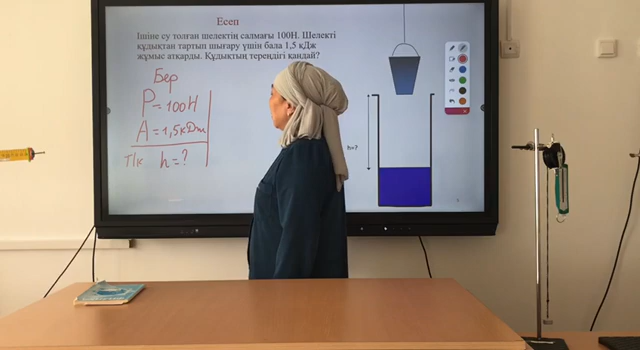 Есеп
Ішіне су толған шелектің салмағы 100Н. Шелекті
құдықтан тартып шығару үшін бала 1,5 кДж
жұмыс атқарды. Құдықтың тереңдігі қандай?
Бер
P=100Н
A=1,5кДж
Т/к h=?
h=?